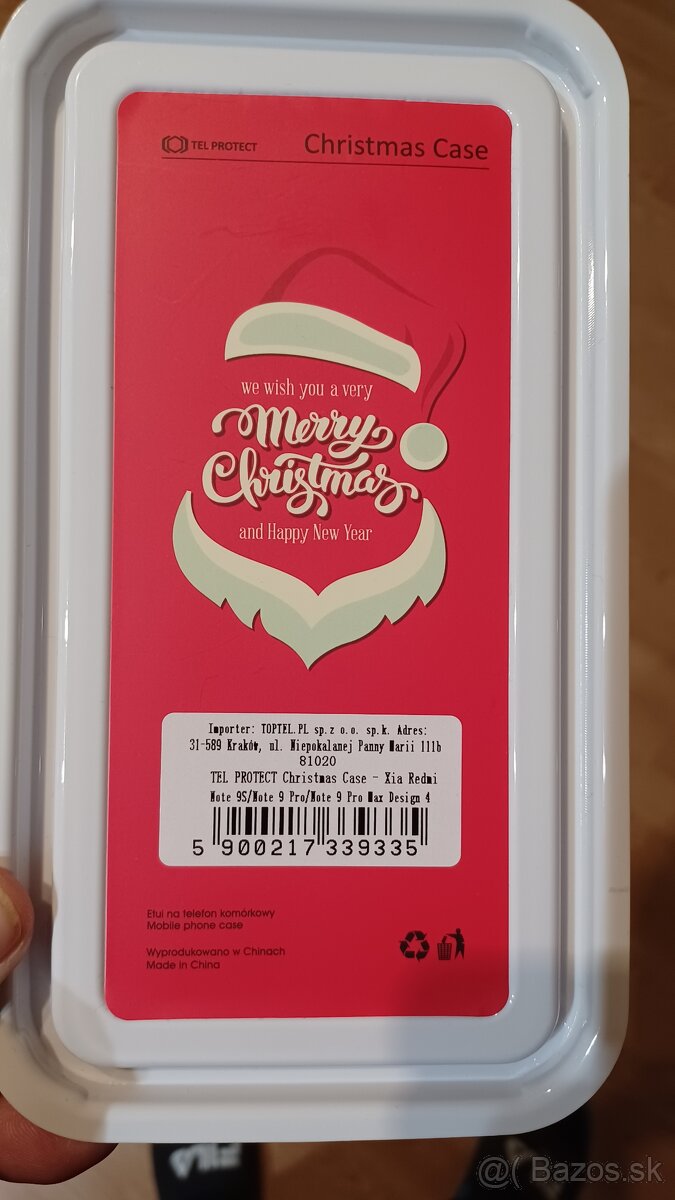 TEL PROTECT Christmas Case
we wish you a very
Merry
Christmas
and Happy New Year
Importer: TOPTEL.PL sp.z o.o. sp.k. Adres:
31-589 Kraków, ul. Niepokalanej Panny Marii 111b
81020
TEL PROTECT Christmas Case - Xia Redmi
Note 9S/Note 9 Pro/Note 9 Pro Max Design 4
5 900217 339335
Etui na telefon komórkowy
Mobile phone case
Wyprodukowano w Chinach
Made in China
FILA
@( Bazos.sk